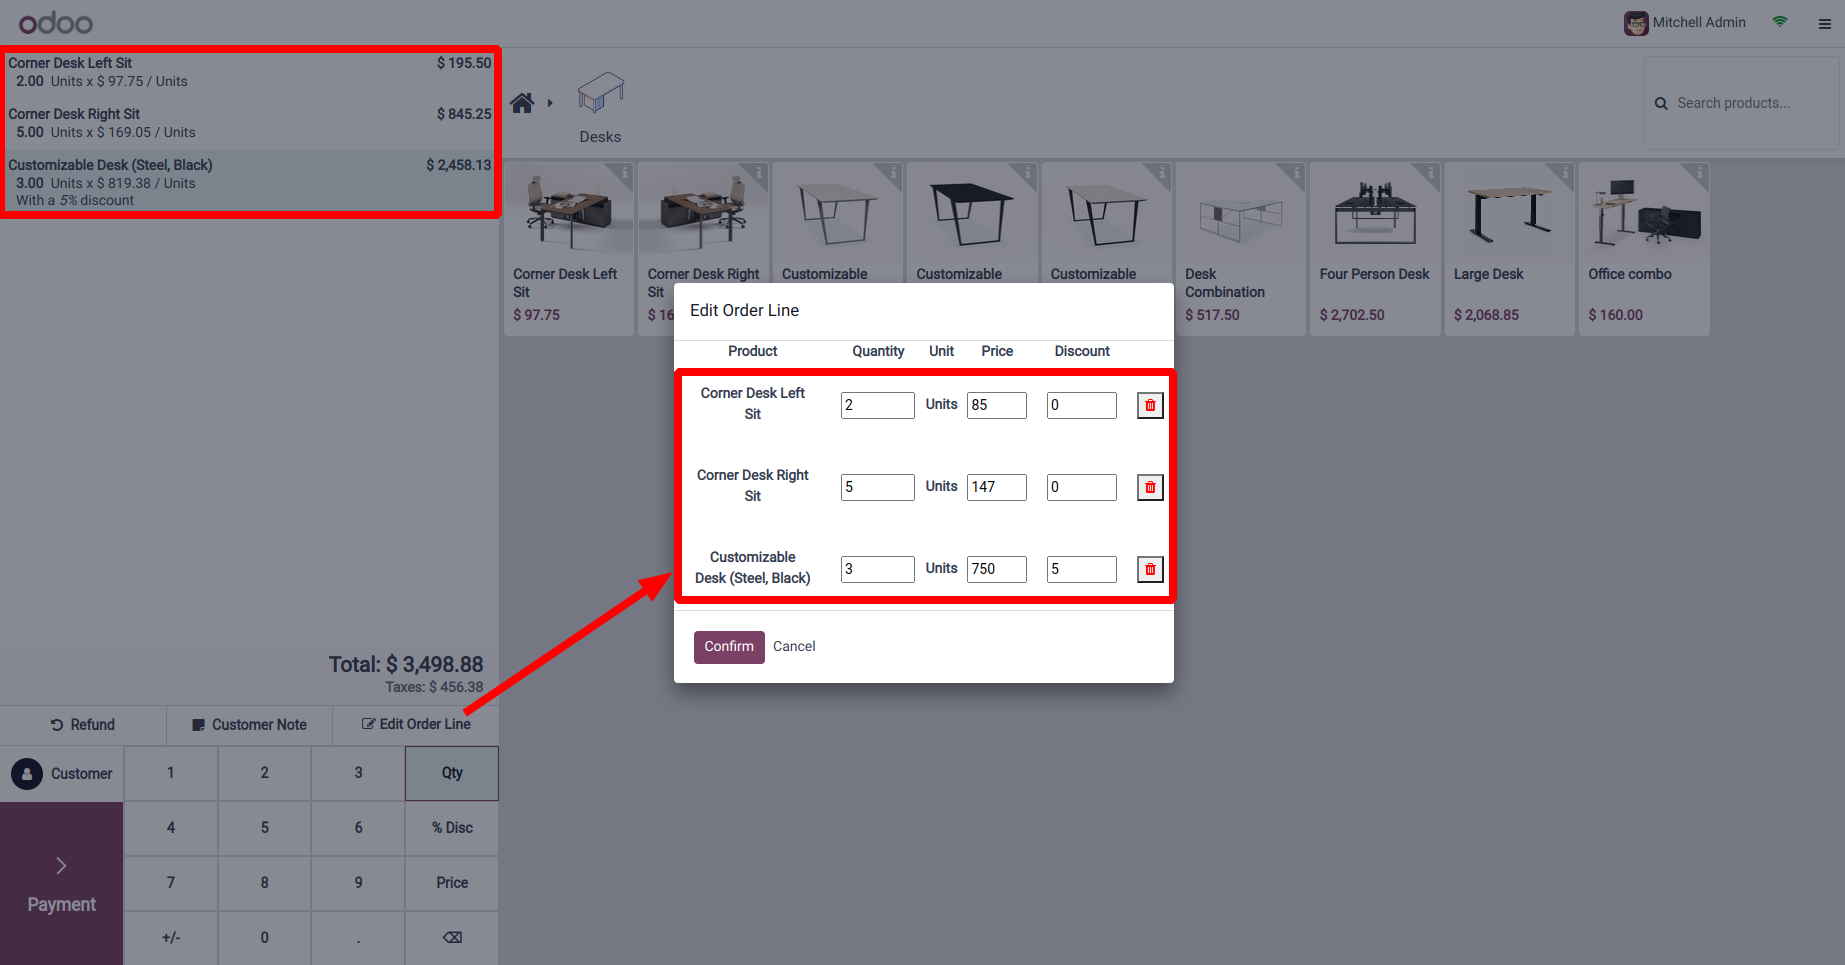 odoo
Mitchell Admin
Corner Desk Left Sit $ 195.50
2.00 Units x $ 97.75 / Units
Corner Desk Right Sit $ 845.25
5.00 Units x $ 169.05 / Units
Customizable Desk (Steel, Black) $ 2,458.13
3.00 Units x $ 819.38 / Units
With a 5% discount
Desks
Search products...
Corner Desk Left
Sit
$ 97.75
Corner Desk Right
Sit
$ 16
Customizable
Customizable
Customizable
Desk
Combination
$ 517.50
Four Person Desk
$ 2,702.50
Large Desk
$ 2,068.85
Office combo
$ 160.00
Edit Order Line
Product Quantity Unit Price Discount
Corner Desk Left
Sit
2 Units 85 0
Corner Desk Right
Sit
5 Units 147 0
Customizable
Desk (Steel, Black)
3 Units 750 5
Confirm Cancel
Total: $ 3,498.88
Taxes: $ 456.38
Refund Customer Note Edit Order Line
Customer 1 2 3 Qty
4 5 6 % Disc
7 8 9 Price
Payment
+/- 0 .